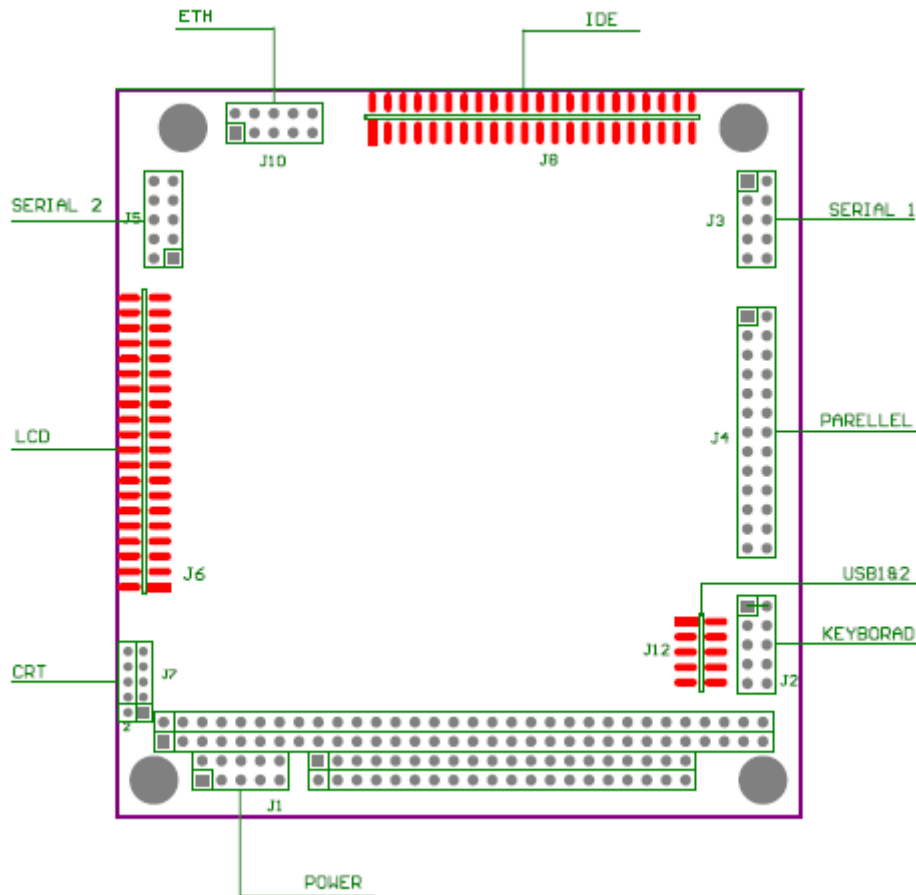 ETH
IDE
J10
J8
SERIAL 2
J5
J3
SERIAL 1
LCD
J4
PARELLEL
J6
USB1&2
J12
KEYBORAD
CRT
J7
J2
2
J1
POWER